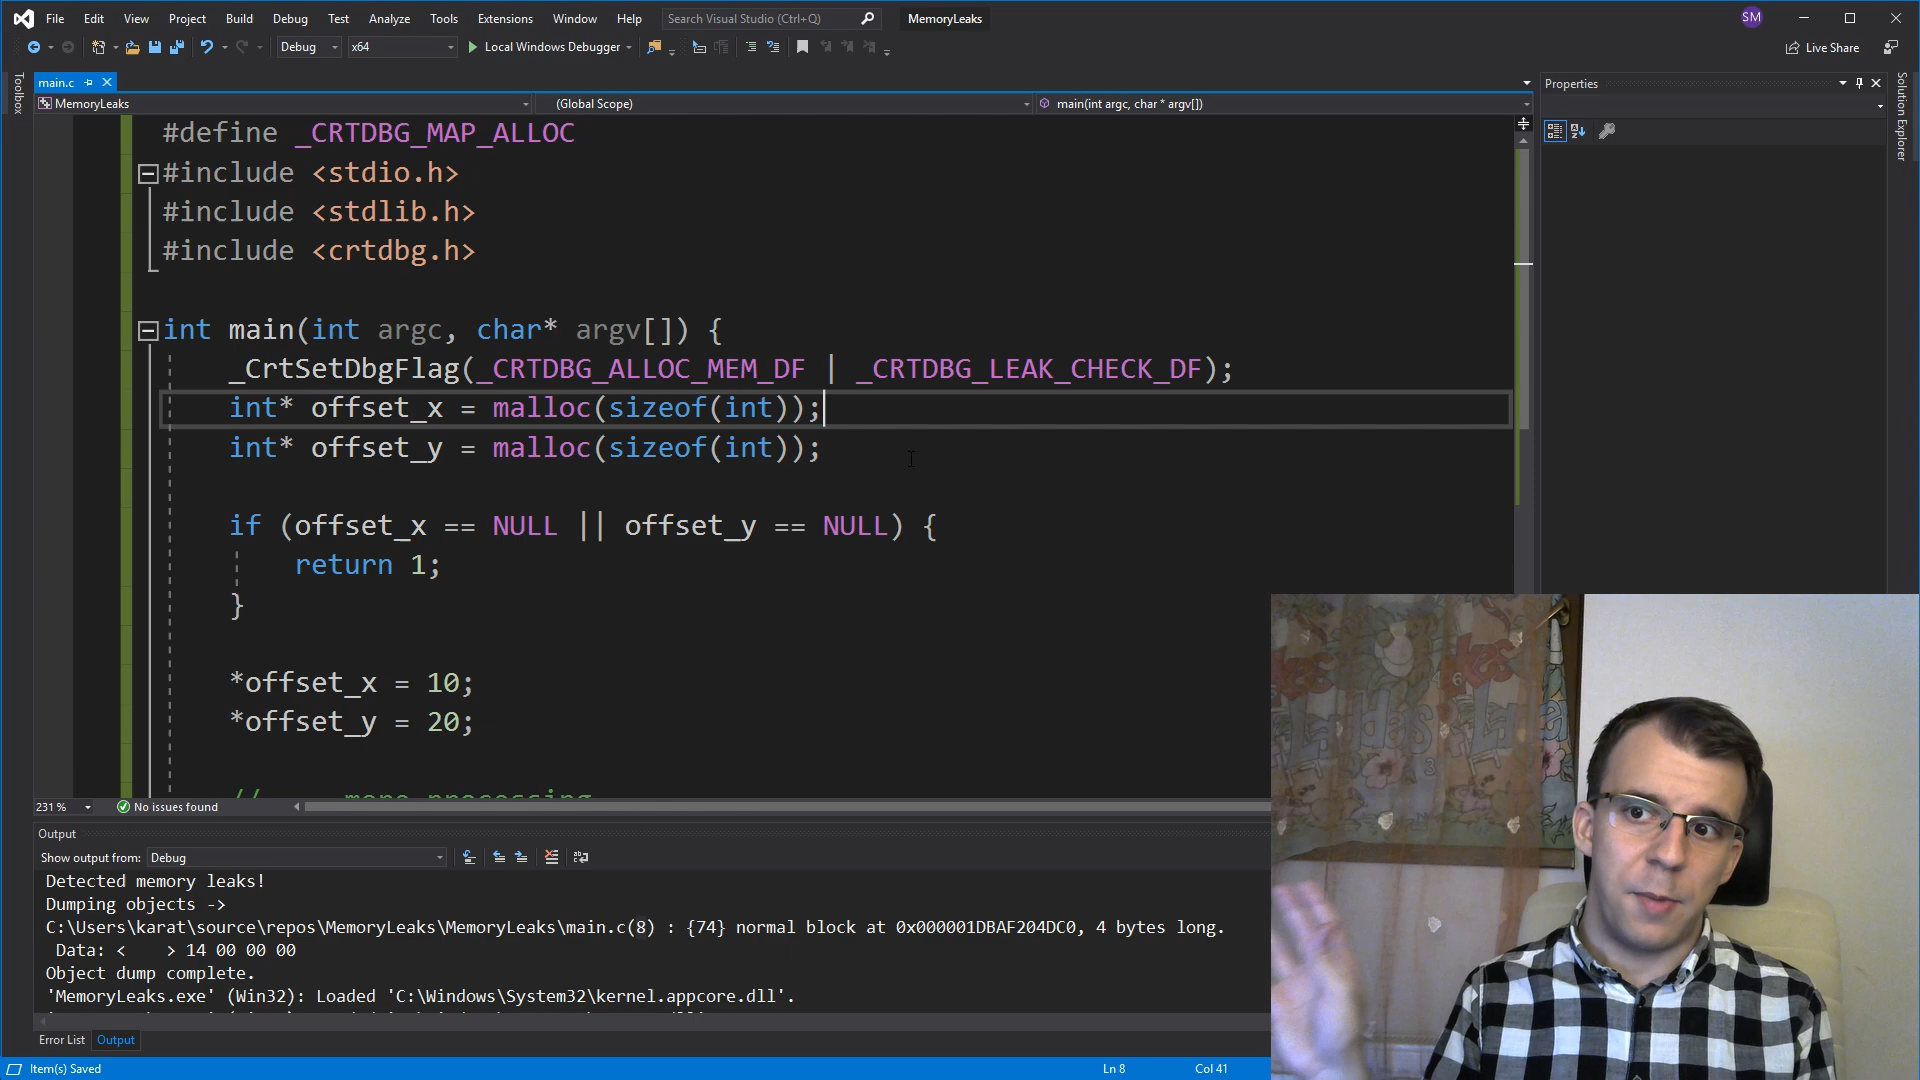 File Edit View Project Build Debug Test Analyze Tools Extensions Window Help Search Visual Studio (Ctrl+Q) MemoryLeaks SM
Debug x64 Local Windows Debugger Live Share
Toolbox
main.c
MemoryLeaks (Global Scope) main(int argc, char * argv[])
#define _CRTDBG_MAP_ALLOC
#include <stdio.h>
#include <stdlib.h>
#include <crtdbg.h>
int main(int argc, char* argv[]) {
_CrtSetDbgFlag(_CRTDBG_ALLOC_MEM_DF | _CRTDBG_LEAK_CHECK_DF);
int* offset_x = malloc(sizeof(int));
int* offset_y = malloc(sizeof(int));
if (offset_x == NULL || offset_y == NULL) {
return 1;
}
*offset_x = 10;
*offset_y = 20;
231 % No issues found
Properties
Solution Explorer
Output
Show output from: Debug
Detected memory leaks!
Dumping objects ->
C:\Users\karat\source\repos\MemoryLeaks\MemoryLeaks\main.c(8) : {74} normal block at 0x000001DBAF204DC0, 4 bytes long.
Data: <    > 14 00 00 00
Object dump complete.
'MemoryLeaks.exe' (Win32): Loaded 'C:\Windows\System32\kernel.appcore.dll'.
Error List Output
Item(s) Saved Ln 8 Col 41